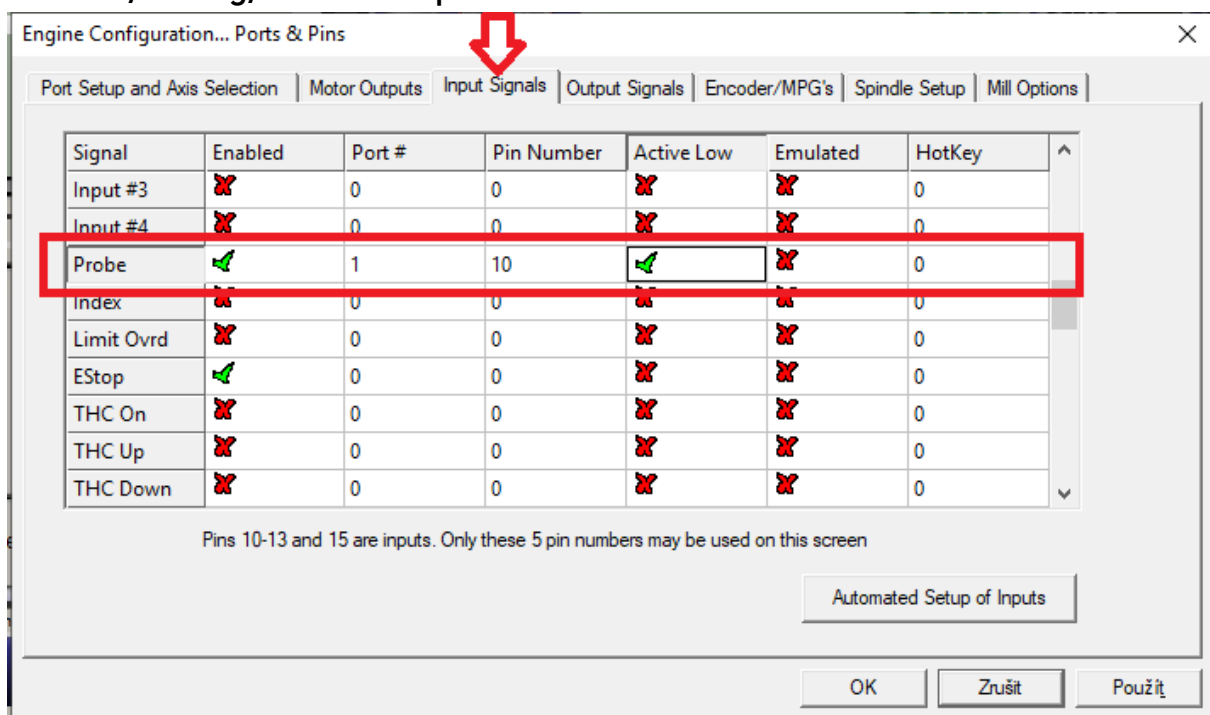 Engine Configuration... Ports & Pins
Port Setup and Axis Selection Motor Outputs Input Signals Output Signals Encoder/MPG's Spindle Setup Mill Options
Signal Enabled Port # Pin Number Active Low Emulated HotKey
Input #3 0 0 0
Input #4 0 0 0
Probe 1 10 0
Index 0 0 0
Limit Ovrd 0 0 0
EStop 0 0 0
THC On 0 0 0
THC Up 0 0 0
THC Down 0 0 0
Pins 10-13 and 15 are inputs. Only these 5 pin numbers may be used on this screen
Automated Setup of Inputs
OK Zrušit Použít